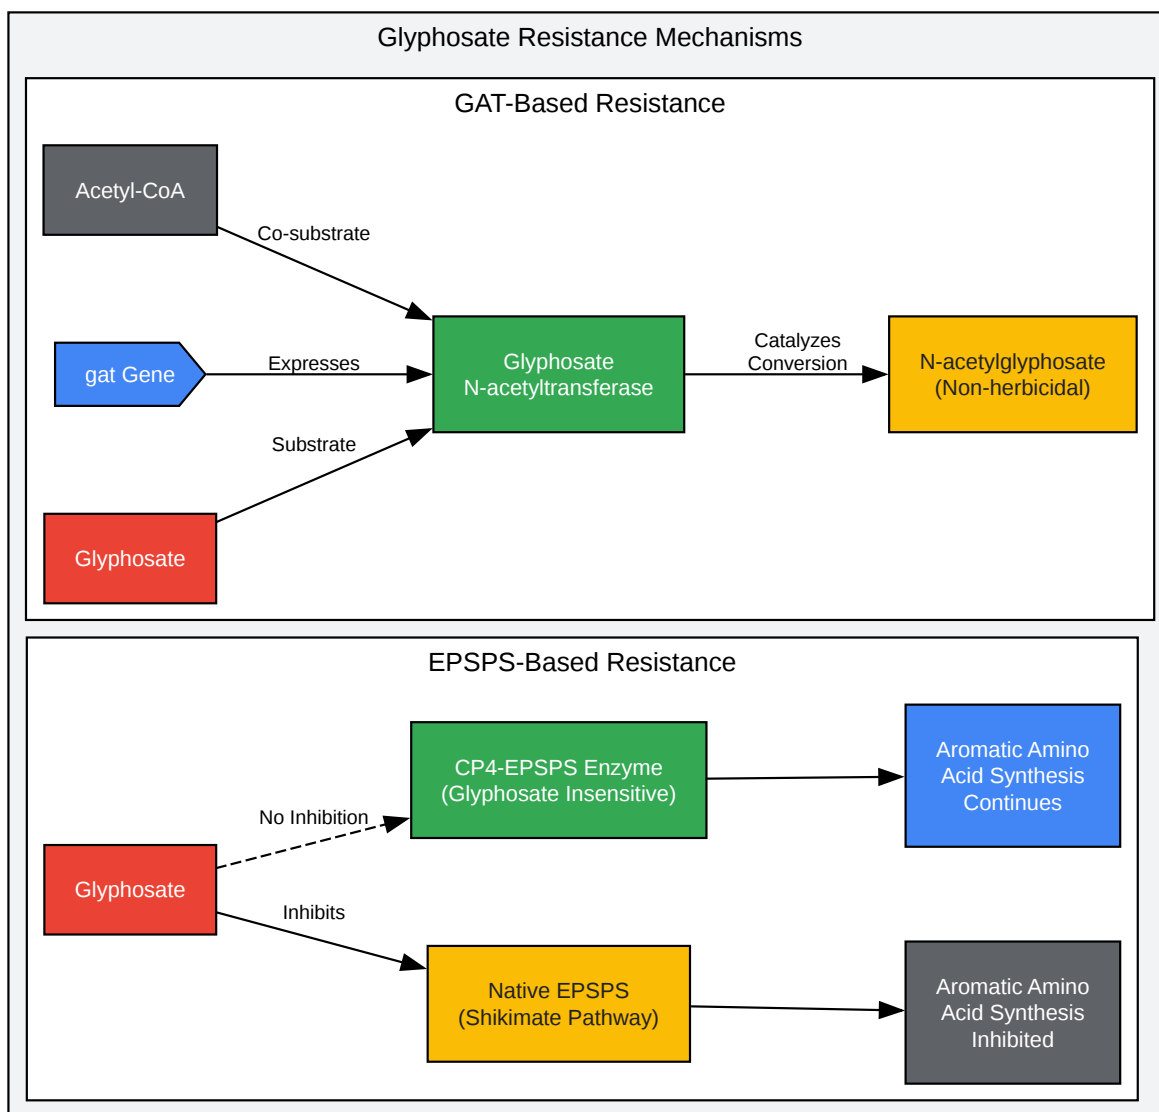 Glyphosate Resistance Mechanisms
GAT-Based Resistance
Acetyl-CoA
Co-substrate
gat Gene
Expresses
Glyphosate
N-acetyltransferase
Catalyzes
Conversion
N-acetylglyphosate
(Non-herbicidal)
Substrate
Glyphosate
EPSPS-Based Resistance
CP4-EPSPS Enzyme
(Glyphosate Insensitive)
Aromatic Amino
Acid Synthesis
Continues
No Inhibition
Glyphosate
Inhibits
Native EPSPS
(Shikimate Pathway)
Aromatic Amino
Acid Synthesis
Inhibited